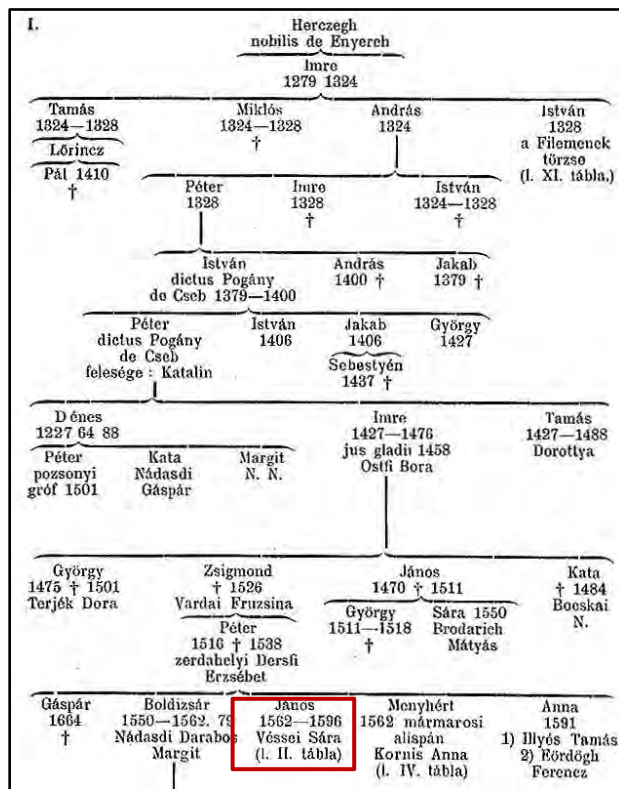 I.
Herczegh
nobilis de Enyereh
Imre
1279 1324
Tamás Miklós András István
1324—1328 1324—1328 1324 1328
† a Filemenek
Lőrincz törzse
Pál 1410 (l. XI. tábla.)
†
Péter Imre István
1328 1328 1324—1328
† †
István András Jakab
dictus Pogány 1400 † 1379 †
de Cseb 1379—1400
Péter István Jakab György
dictus Pogány 1406 1406 1427
de Cseb Sebestyén
felesége : Katalin 1437 †
Dénes Imre Tamás
1227 64 88 1427—1476 1427—1488
jus gladii 1458 Dorottya
Ostfi Bora
Péter Kata Margit
pozsonyi Nádasdi N. N.
gróf 1501 Gáspár
György Zsigmond János Kata
1475 † 1501 † 1526 1470 † 1511 † 1484
Terjék Dora Vardai Fruzsina Bocskai
N.
Péter György Sára 1550
1516 † 1538 1511—1518 Brodarich
zerdahelyi Dersfi † Mátyás
Erzsébet
Gáspár Boldizsár János Menyhért Anna
1664 1550—1562. 79 1562—1596 1562 mármarosi 1591
† Nádasdi Darabos Véssei Sára alispán 1) Illyés Tamás
Margit (l. II. tábla) Kornis Anna 2) Eördögh
(l. IV. tábla) Ferencz